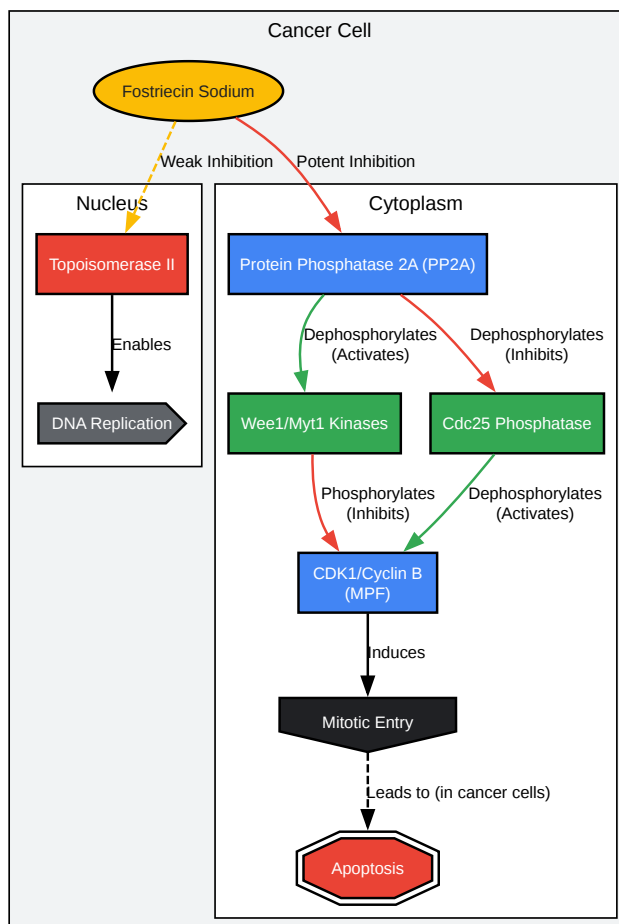 Cancer Cell
Fostriecin Sodium
Weak Inhibition
Potent Inhibition
Nucleus
Cytoplasm
Topoisomerase II
Protein Phosphatase 2A (PP2A)
Enables
Dephosphorylates
(Activates)
Dephosphorylates
(Inhibits)
DNA Replication
Wee1/Myt1 Kinases
Cdc25 Phosphatase
Phosphorylates
(Inhibits)
Dephosphorylates
(Activates)
CDK1/Cyclin B
(MPF)
Induces
Mitotic Entry
Leads to (in cancer cells)
Apoptosis